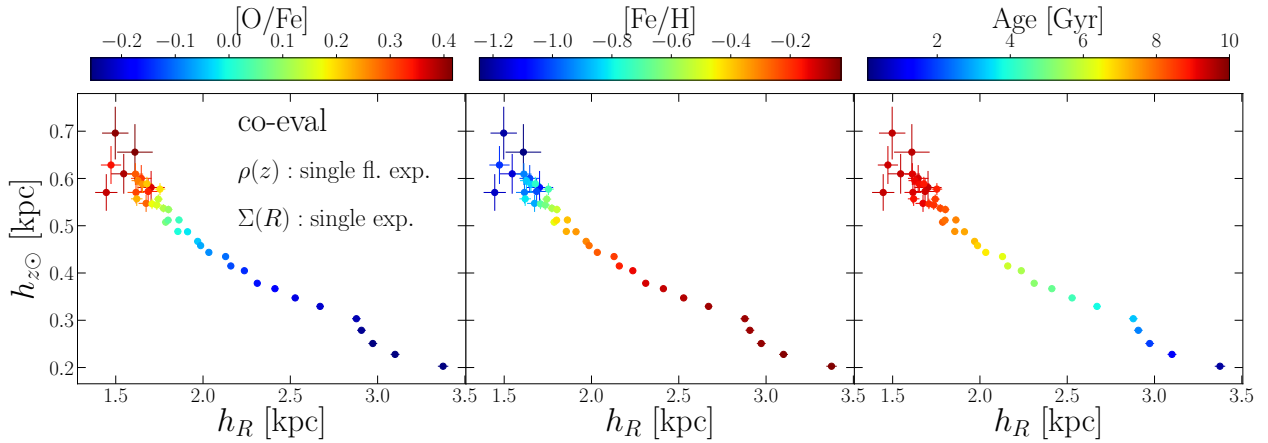 [O/Fe] [Fe/H] Age [Gyr]
−0.2 −0.1 0.0 0.1 0.2 0.3 0.4 −1.2 −1.0 −0.8 −0.6 −0.4 −0.2 2 4 6 8 10
co-eval
ρ(z) : single fl. exp.
Σ(R) : single exp.
0.7
0.6
0.5
0.4
0.3
0.2
h_{z⊙} [kpc]
1.5 2.0 2.5 3.0 3.5 1.5 2.0 2.5 3.0 3.5 1.5 2.0 2.5 3.0 3.5
h_R [kpc] h_R [kpc] h_R [kpc]